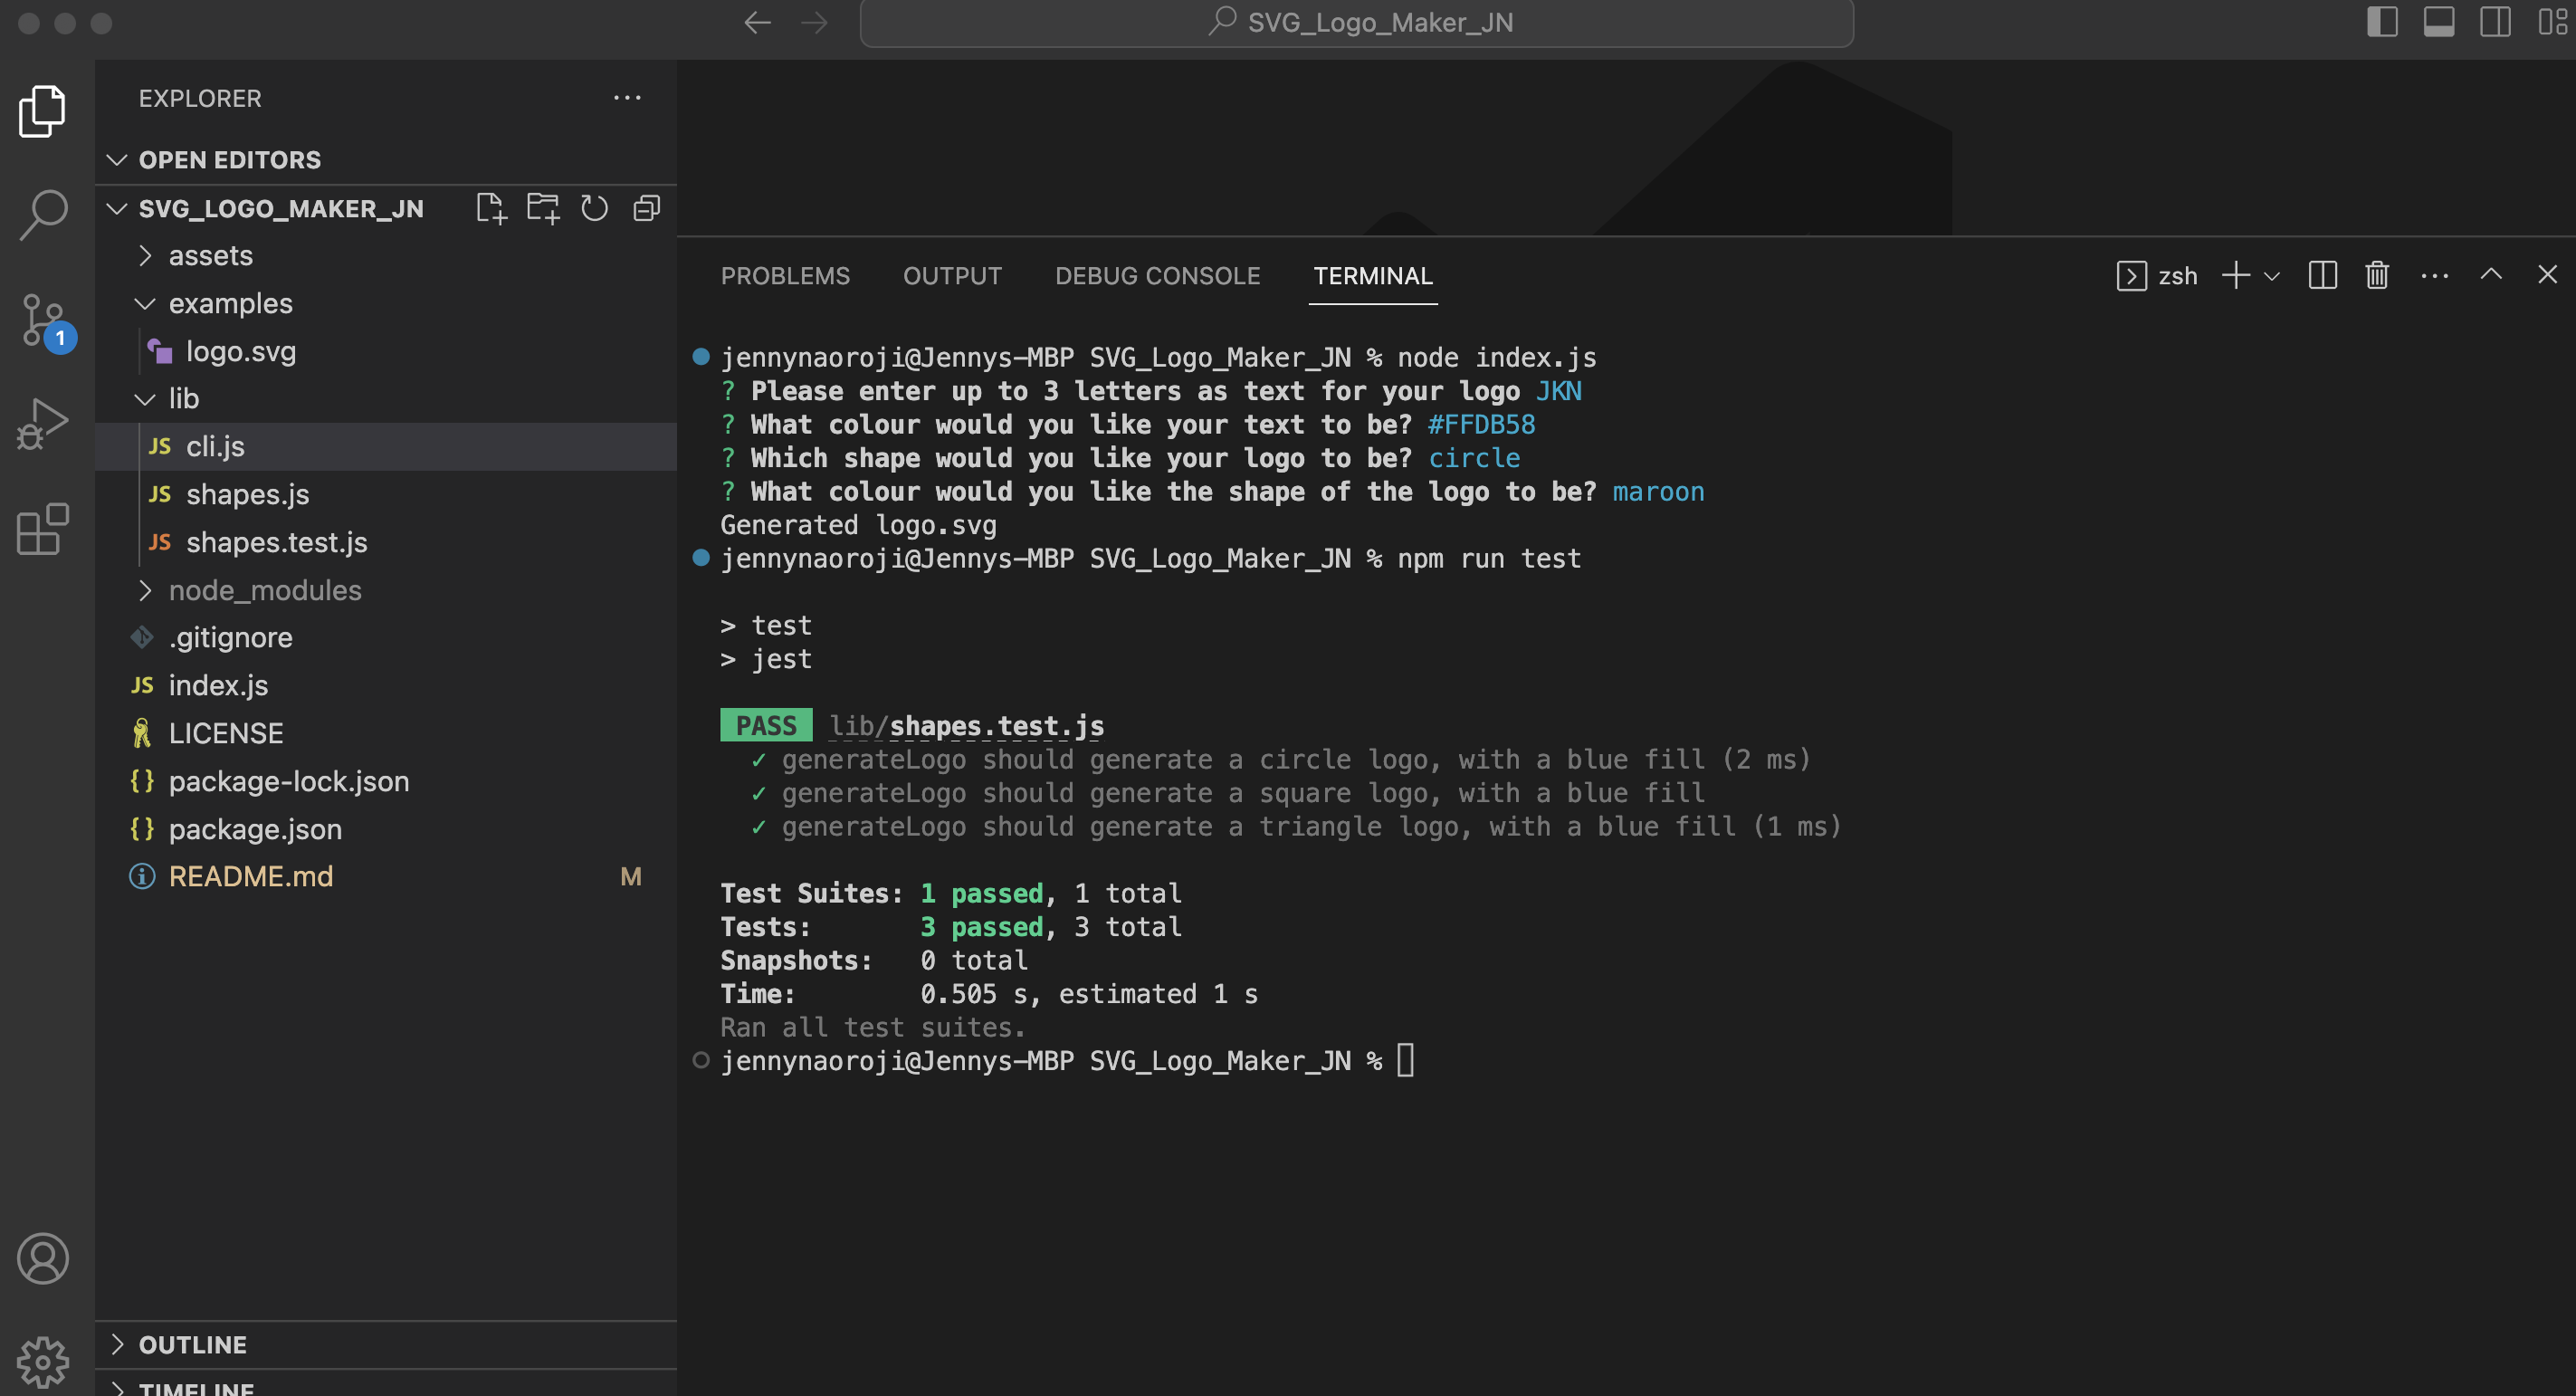 SVG_Logo_Maker_JN
EXPLORER
OPEN EDITORS
SVG_LOGO_MAKER_JN
assets
examples
logo.svg
lib
JS cli.js
JS shapes.js
JS shapes.test.js
node_modules
.gitignore
JS index.js
LICENSE
{} package-lock.json
{} package.json
README.md M
OUTLINE
TIMELINE
1
PROBLEMS OUTPUT DEBUG CONSOLE TERMINAL zsh
jennynaoroji@Jennys-MBP SVG_Logo_Maker_JN % node index.js
? Please enter up to 3 letters as text for your logo JKN
? What colour would you like your text to be? #FFDB58
? Which shape would you like your logo to be? circle
? What colour would you like the shape of the logo to be? maroon
Generated logo.svg
jennynaoroji@Jennys-MBP SVG_Logo_Maker_JN % npm run test
> test
> jest
PASS lib/shapes.test.js
✓ generateLogo should generate a circle logo, with a blue fill (2 ms)
✓ generateLogo should generate a square logo, with a blue fill
✓ generateLogo should generate a triangle logo, with a blue fill (1 ms)
Test Suites: 1 passed, 1 total
Tests: 3 passed, 3 total
Snapshots: 0 total
Time: 0.505 s, estimated 1 s
Ran all test suites.
jennynaoroji@Jennys-MBP SVG_Logo_Maker_JN %